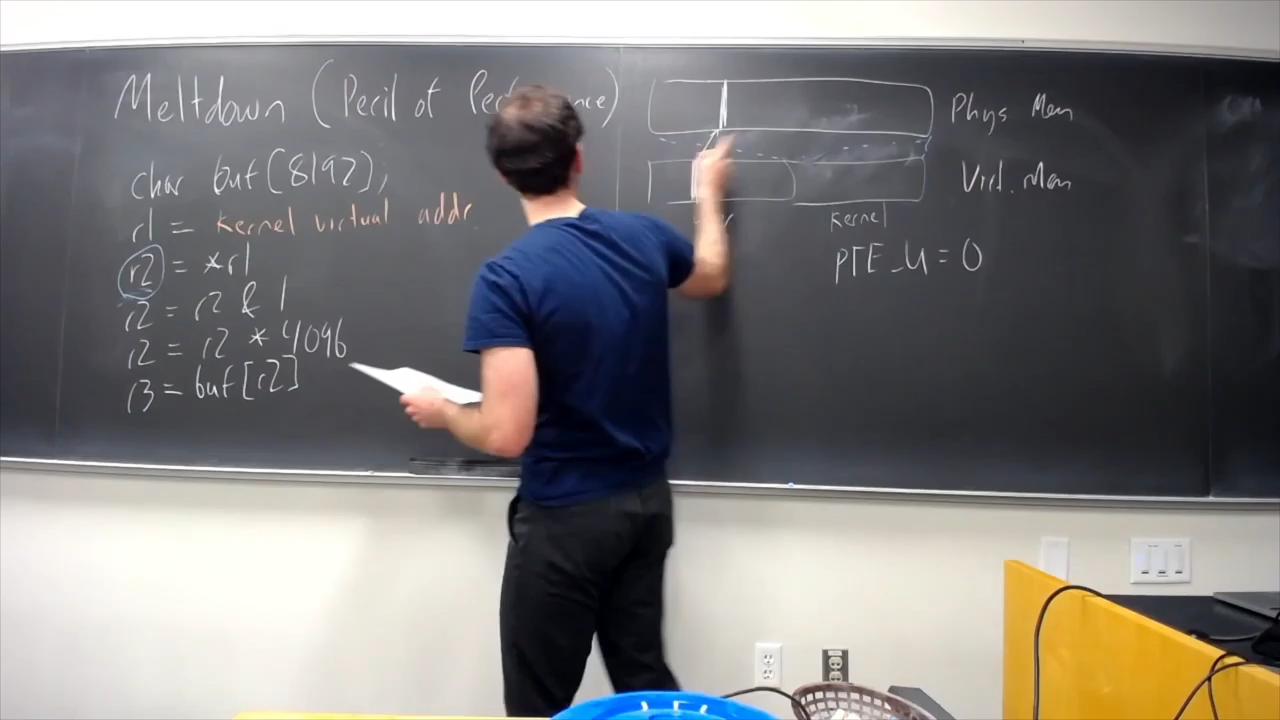 Meltdown (Peril of
char buf[8192];
r1 = Kernel virtual addr.
r2 = *r1
r2 = r2 & 1
r2 = r2 * 4096
r3 = buf[r2]
Phys Mem
Virt. Mem
Kernel
PTE_U = 0